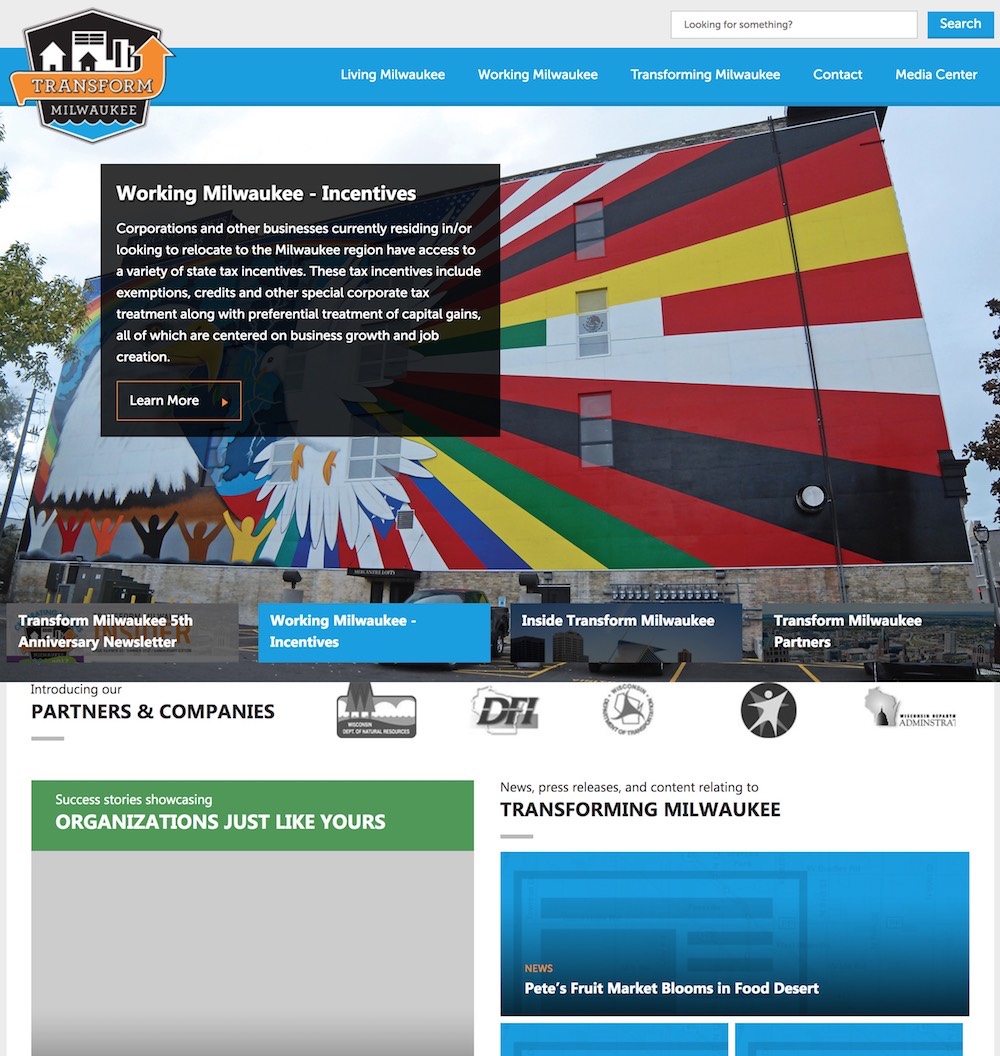 Looking for something?
Search
TRANSFORM
MILWAUKEE
Living Milwaukee
Working Milwaukee
Transforming Milwaukee
Contact
Media Center
Working Milwaukee - Incentives
Corporations and other businesses currently residing in/or
looking to relocate to the Milwaukee region have access to
a variety of state tax incentives. These tax incentives include
exemptions, credits and other special corporate tax
treatment along with preferential treatment of capital gains,
all of which are centered on business growth and job
creation.
Learn More
MERCANTILE LOFTS
Transform Milwaukee 5th
Anniversary Newsletter
INSIDER
Working Milwaukee -
Incentives
Inside Transform Milwaukee
Transform Milwaukee
Partners
Introducing our
PARTNERS & COMPANIES
WISCONSIN
DEPT. OF NATURAL RESOURCES
DFI
WISCONSIN
DEPARTMENT OF
WISCONSIN DEPARTM
ADMINISTRAT
Success stories showcasing
ORGANIZATIONS JUST LIKE YOURS
News, press releases, and content relating to
TRANSFORMING MILWAUKEE
NEWS
Pete's Fruit Market Blooms in Food Desert